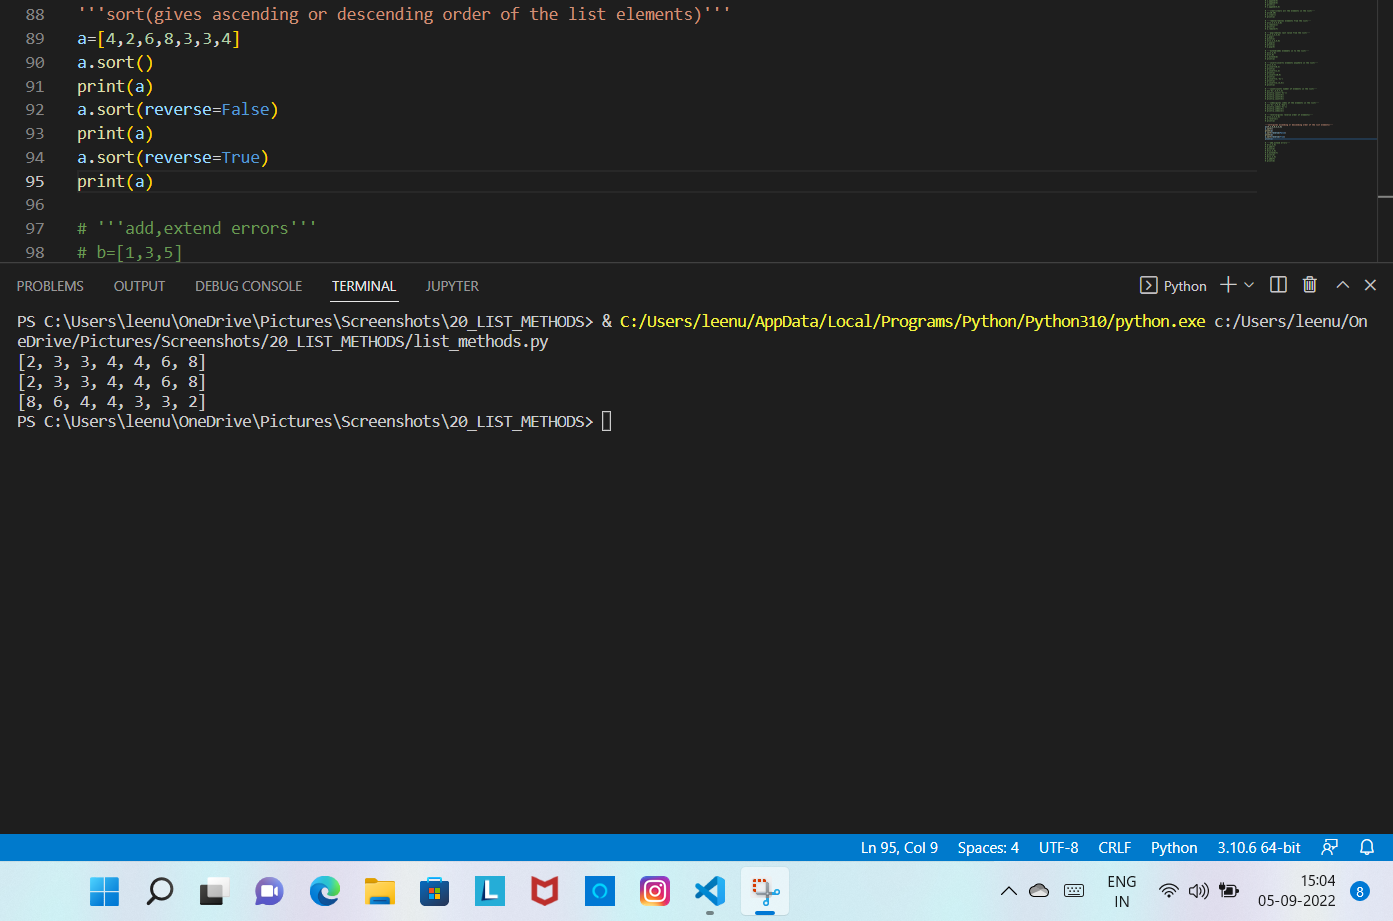 88 '''sort(gives ascending or descending order of the list elements)'''
89 a=[4,2,6,8,3,3,4]
90 a.sort()
91 print(a)
92 a.sort(reverse=False)
93 print(a)
94 a.sort(reverse=True)
95 print(a)
96
97 # '''add,extend errors'''
98 # b=[1,3,5]
PROBLEMS OUTPUT DEBUG CONSOLE TERMINAL JUPYTER Python
PS C:\Users\leenu\OneDrive\Pictures\Screenshots\20_LIST_METHODS> & C:/Users/leenu/AppData/Local/Programs/Python/Python310/python.exe c:/Users/leenu/On
eDrive/Pictures/Screenshots/20_LIST_METHODS/list_methods.py
[2, 3, 3, 4, 4, 6, 8]
[2, 3, 3, 4, 4, 6, 8]
[8, 6, 4, 4, 3, 3, 2]
PS C:\Users\leenu\OneDrive\Pictures\Screenshots\20_LIST_METHODS>
Ln 95, Col 9 Spaces: 4 UTF-8 CRLF Python 3.10.6 64-bit
L
ENG
IN
15:04
05-09-2022
8